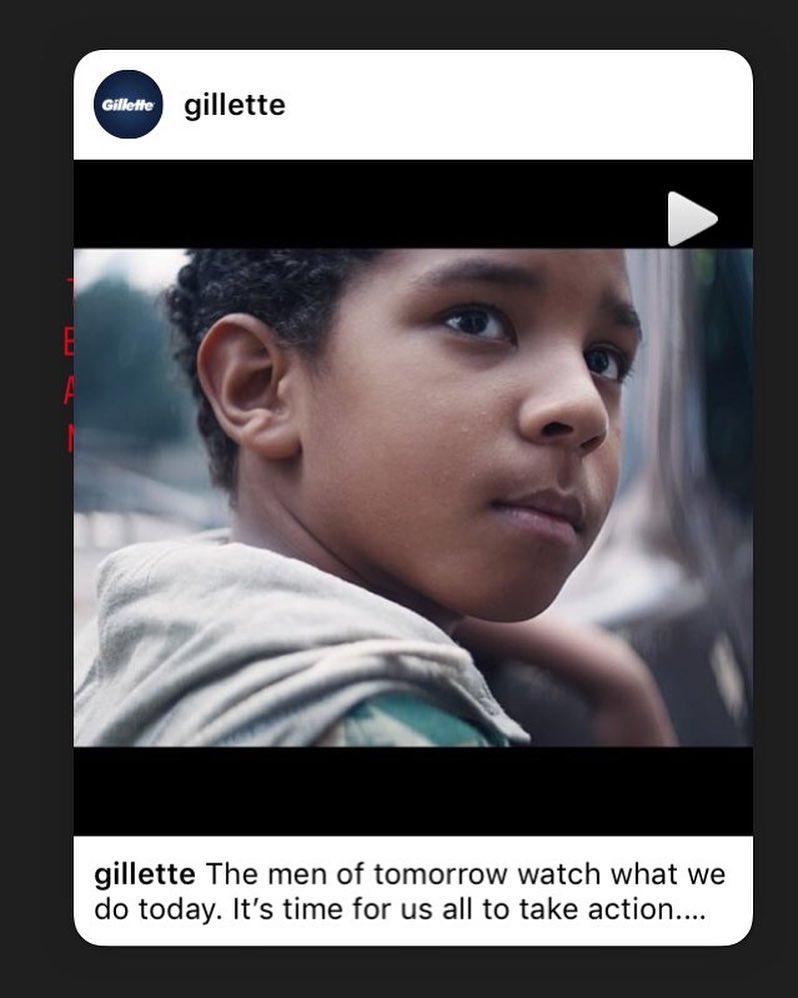 Gillette
gillette
gillette The men of tomorrow watch what we
do today. It’s time for us all to take action....